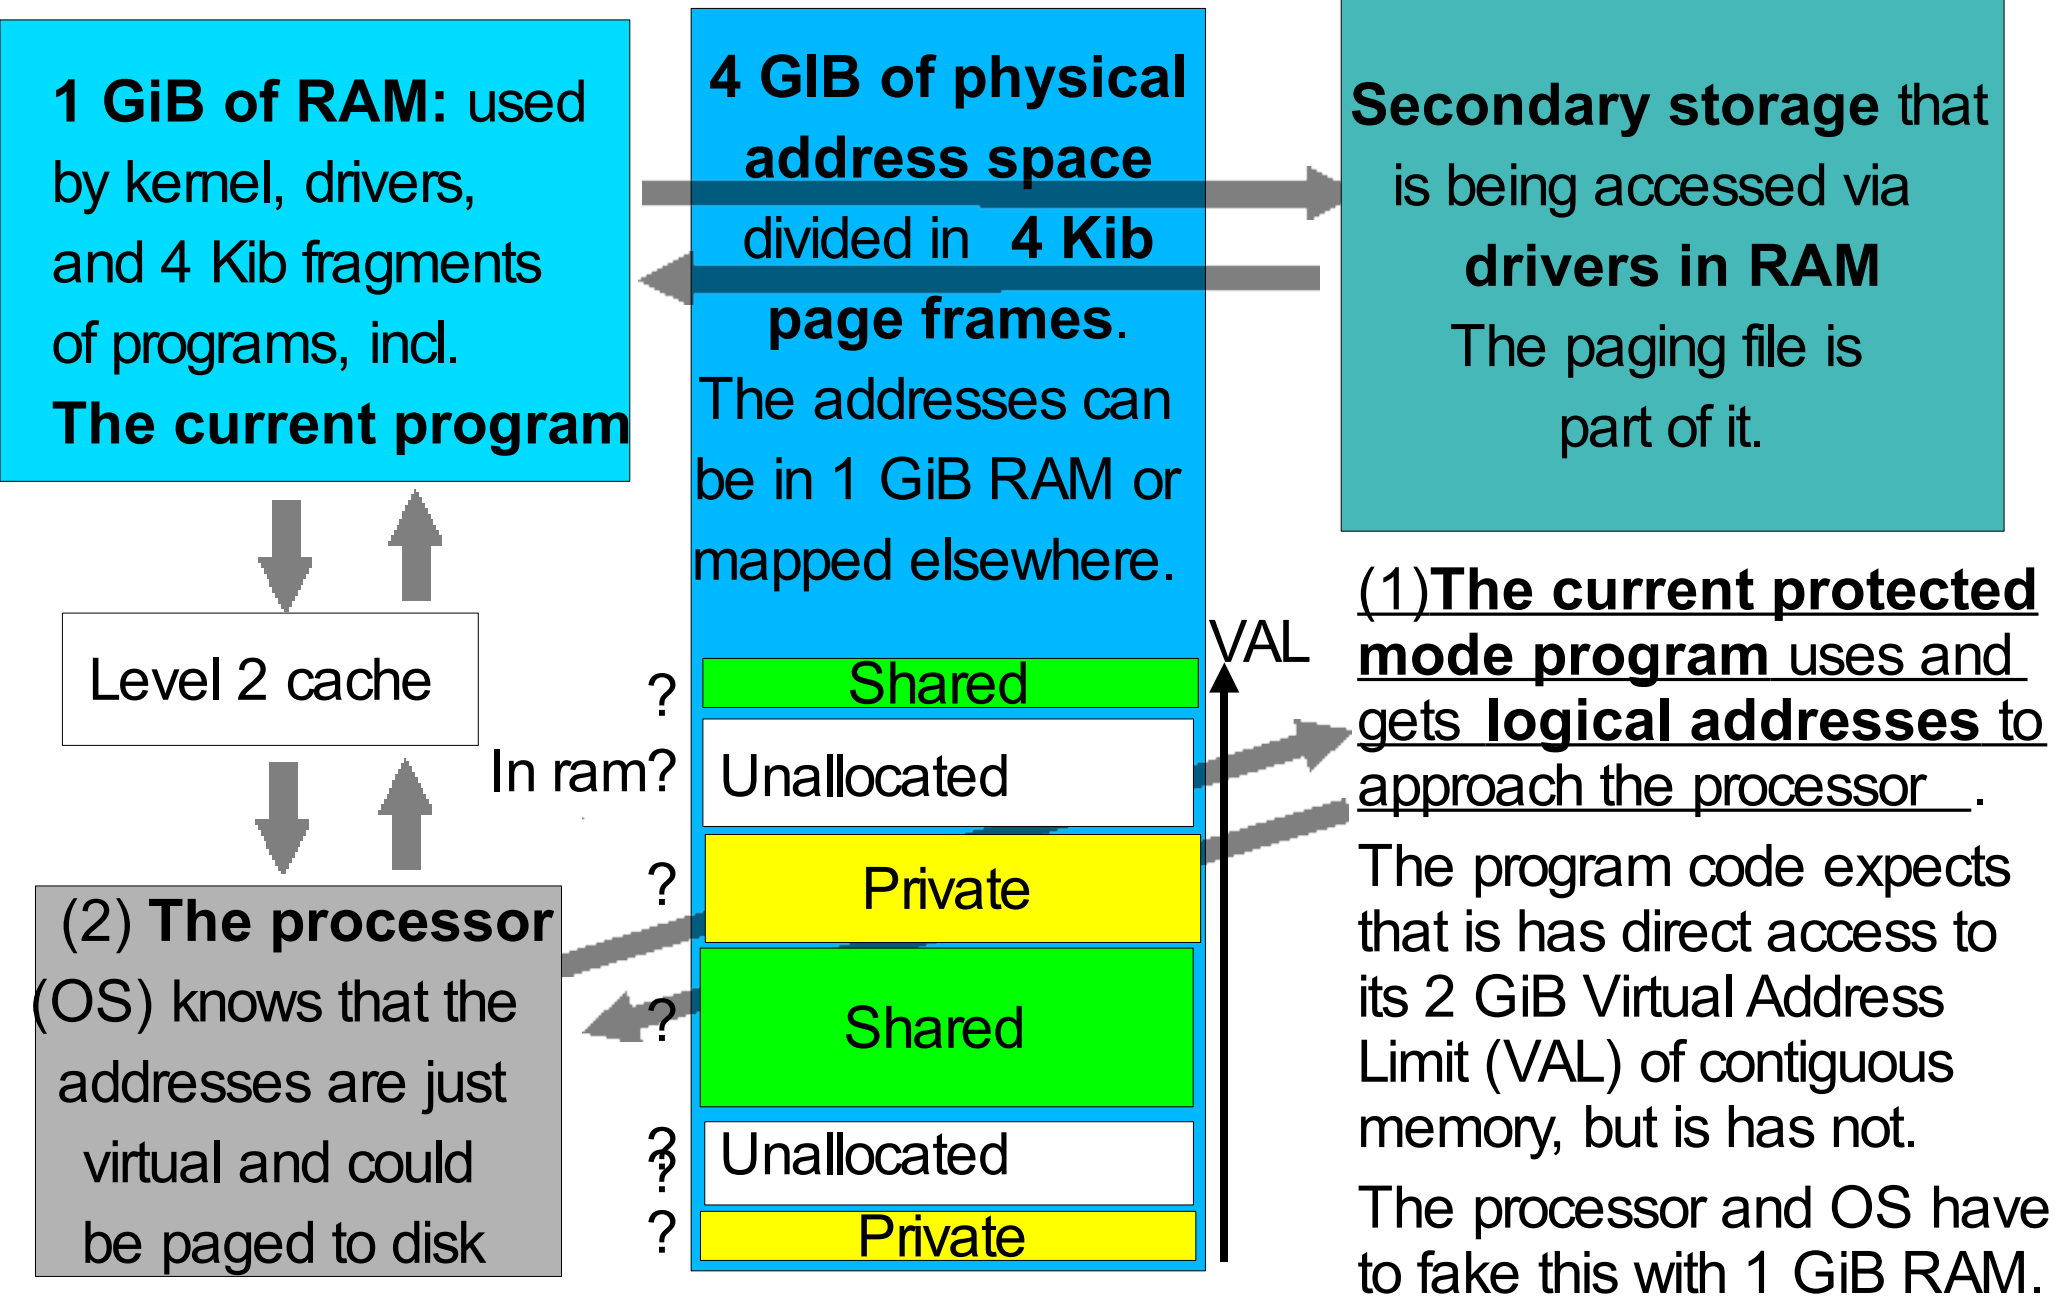 1 GiB of RAM: used
by kernel, drivers,
and 4 Kib fragments
of programs, incl.
The current program
4 GIB of physical
address space
divided in 4 Kib
page frames.
The addresses can
be in 1 GiB RAM or
mapped elsewhere.
Secondary storage that
is being accessed via
drivers in RAM
The paging file is
part of it.
Level 2 cache
(2) The processor
(OS) knows that the
addresses are just
virtual and could
be paged to disk
VAL
? Shared
In ram? Unallocated
? Private
? Shared
?
? Unallocated
? Private
(1)The current protected
mode program uses and
gets logical addresses to
approach the processor .
The program code expects
that is has direct access to
its 2 GiB Virtual Address
Limit (VAL) of contiguous
memory, but is has not.
The processor and OS have
to fake this with 1 GiB RAM.